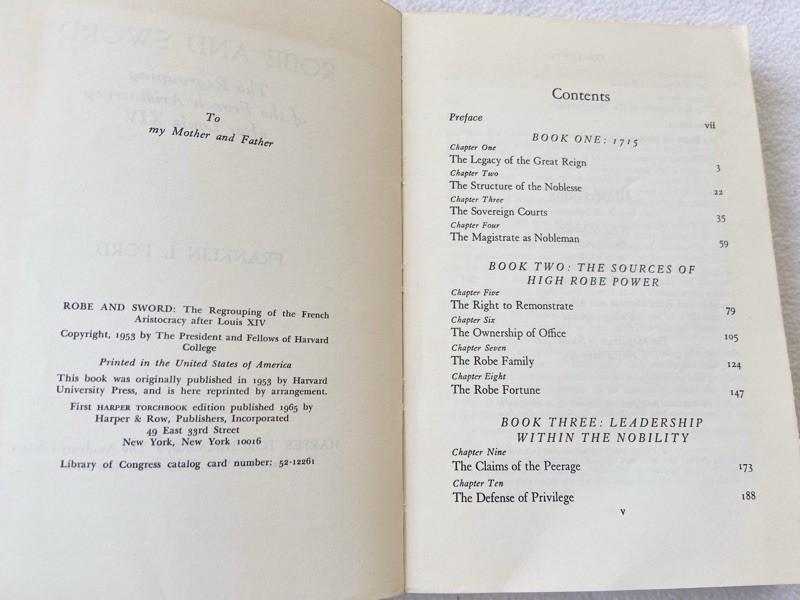 To
my Mother and Father
ROBE AND SWORD: The Regrouping of the French
Aristocracy after Louis XIV
Copyright, 1953 by The President and Fellows of Harvard
College
Printed in the United States of America
This book was originally published in 1953 by Harvard
University Press, and is here reprinted by arrangement.
First HARPER TORCHBOOK edition published 1965 by
Harper & Row, Publishers, Incorporated
49 East 33rd Street
New York, New York 10016
Library of Congress catalog card number: 52-12261
Contents
Preface vii
BOOK ONE: 1715
Chapter One
The Legacy of the Great Reign 3
Chapter Two
The Structure of the Noblesse 22
Chapter Three
The Sovereign Courts 35
Chapter Four
The Magistrate as Nobleman 59
BOOK TWO: THE SOURCES OF
HIGH ROBE POWER
Chapter Five
The Right to Remonstrate 79
Chapter Six
The Ownership of Office 105
Chapter Seven
The Robe Family 124
Chapter Eight
The Robe Fortune 147
BOOK THREE: LEADERSHIP
WITHIN THE NOBILITY
Chapter Nine
The Claims of the Peerage 173
Chapter Ten
The Defense of Privilege 188
v